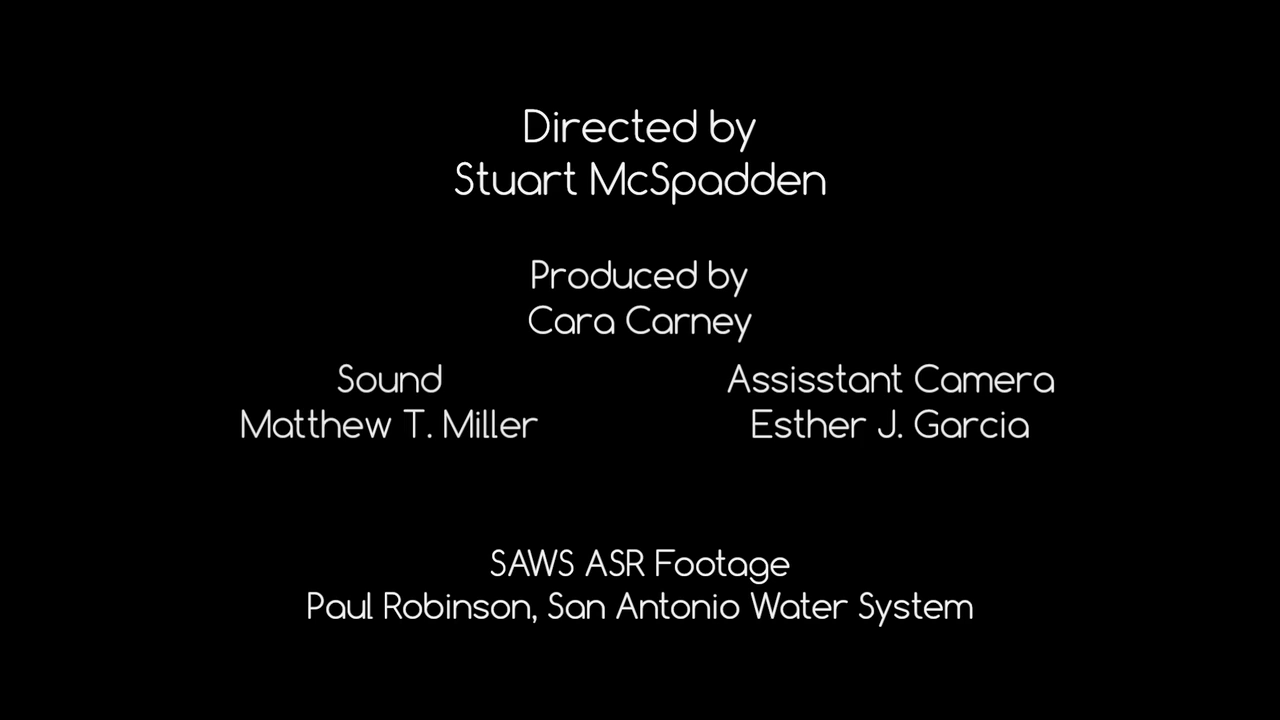 Directed by
Stuart McSpadden
Produced by
Cara Carney
Sound
Matthew T. Miller
Assisstant Camera
Esther J. Garcia
SAWS ASR Footage
Paul Robinson, San Antonio Water System